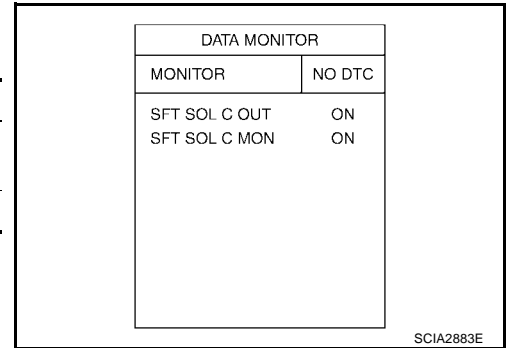 DATA MONITOR
MONITOR NO DTC
SFT SOL C OUT ON
SFT SOL C MON ON
SCIA2883E